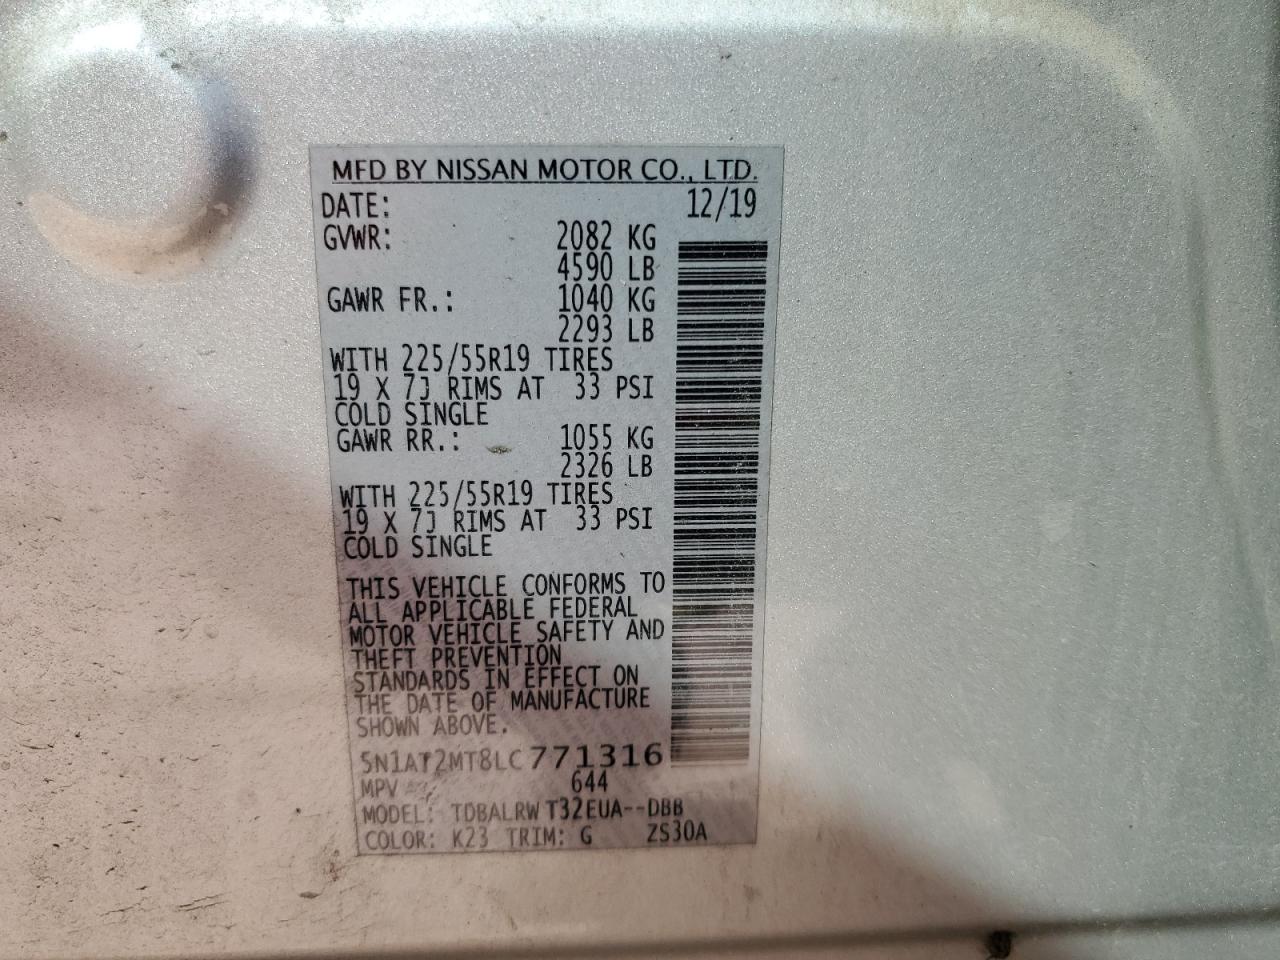 MFD BY NISSAN MOTOR CO., LTD.
DATE: 12/19
GVWR: 2082 KG
4590 LB
GAWR FR.: 1040 KG
2293 LB
WITH 225/55R19 TIRES
19 X 7J RIMS AT 33 PSI
COLD SINGLE
GAWR RR.: 1055 KG
2326 LB
WITH 225/55R19 TIRES
19 X 7J RIMS AT 33 PSI
COLD SINGLE
THIS VEHICLE CONFORMS TO
ALL APPLICABLE FEDERAL
MOTOR VEHICLE SAFETY AND
THEFT PREVENTION
STANDARDS IN EFFECT ON
THE DATE OF MANUFACTURE
SHOWN ABOVE.
5N1AT2MT8LC771316
MPV 644
MODEL: TDBALRW T32EUA--DBB
COLOR: K23 TRIM: G ZS30A